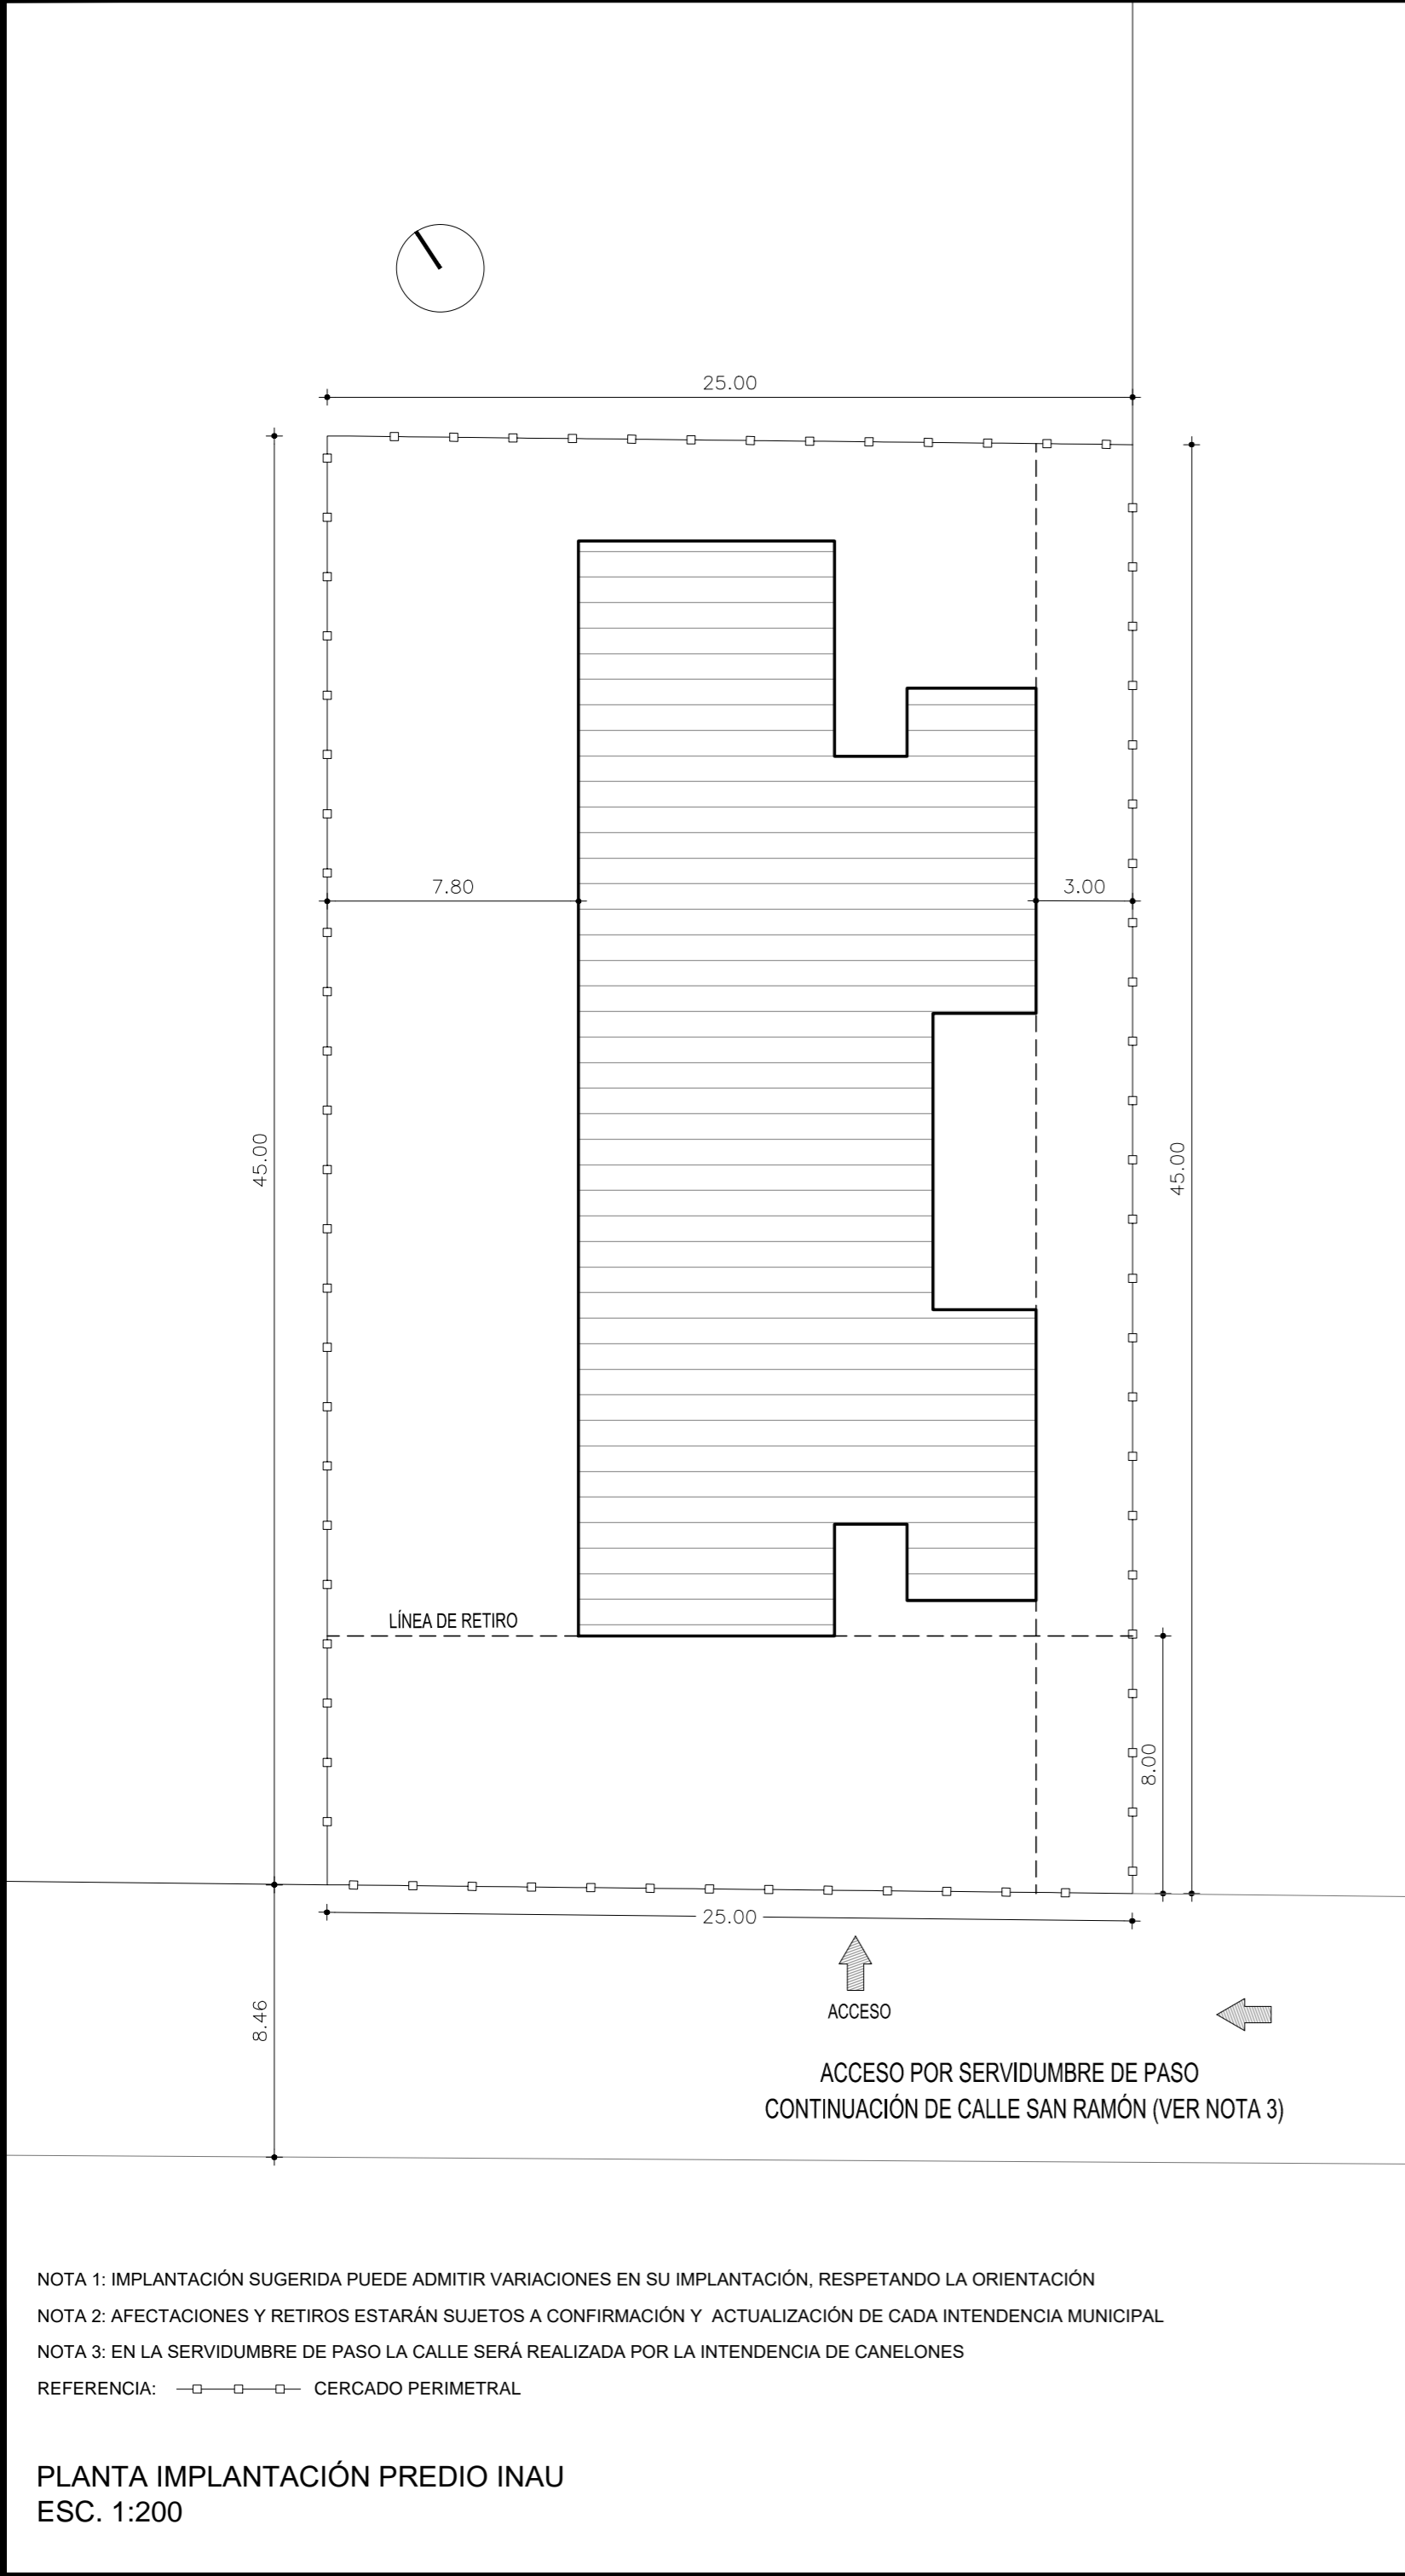 25.00
7.80
3.00
45.00
45.00
LÍNEA DE RETIRO
8.00
25.00
ACCESO
8.46
ACCESO POR SERVIDUMBRE DE PASO
CONTINUACIÓN DE CALLE SAN RAMÓN (VER NOTA 3)
NOTA 1: IMPLANTACIÓN SUGERIDA PUEDE ADMITIR VARIACIONES EN SU IMPLANTACIÓN, RESPETANDO LA ORIENTACIÓN
NOTA 2: AFECTACIONES Y RETIROS ESTARÁN SUJETOS A CONFIRMACIÓN Y ACTUALIZACIÓN DE CADA INTENDENCIA MUNICIPAL
NOTA 3: EN LA SERVIDUMBRE DE PASO LA CALLE SERÁ REALIZADA POR LA INTENDENCIA DE CANELONES
REFERENCIA: CERCADO PERIMETRAL
PLANTA IMPLANTACIÓN PREDIO INAU
ESC. 1:200